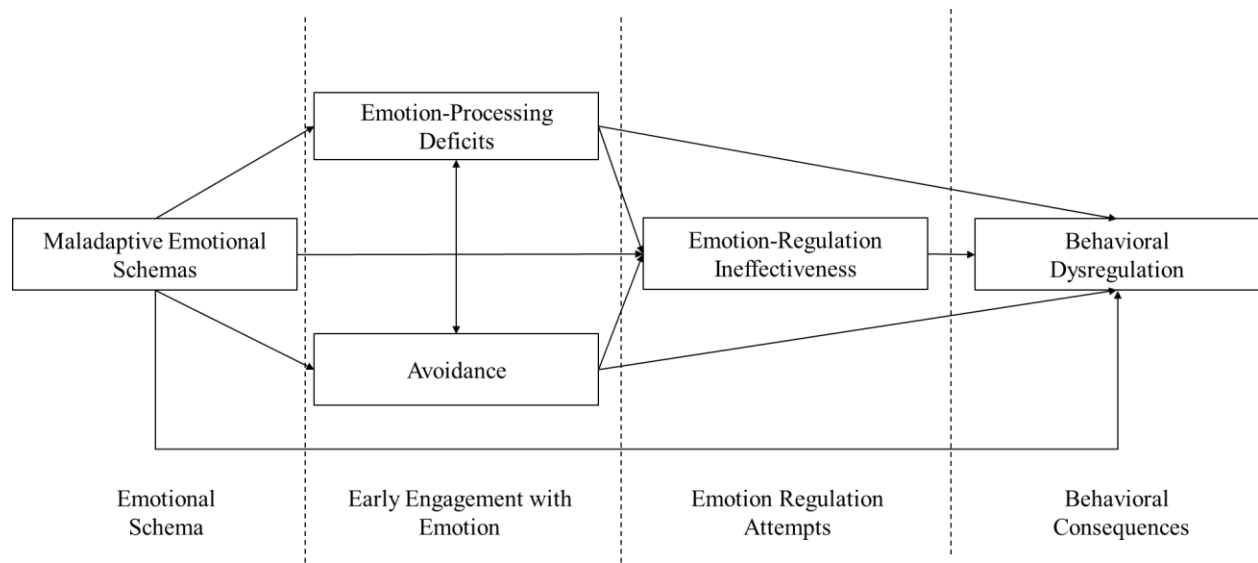 Emotion-Processing
Deficits
Maladaptive Emotional
Schemas
Emotion-Regulation
Ineffectiveness
Behavioral
Dysregulation
Avoidance
Emotional
Schema
Early Engagement with
Emotion
Emotion Regulation
Attempts
Behavioral
Consequences